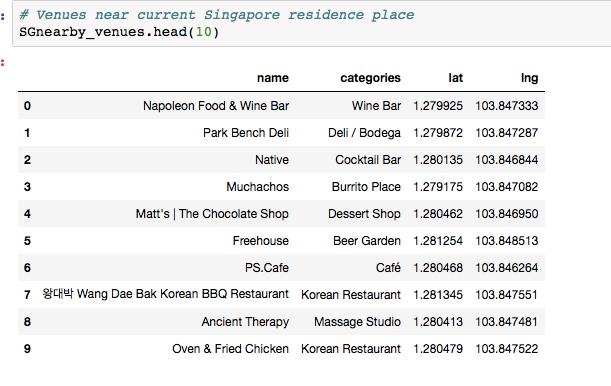 # Venues near current Singapore residence place
SGnearby_venues.head(10)
name categories lat lng
0 Napoleon Food & Wine Bar Wine Bar 1.279925 103.847333
1 Park Bench Deli Deli / Bodega 1.279872 103.847287
2 Native Cocktail Bar 1.280135 103.846844
3 Muchachos Burrito Place 1.279175 103.847082
4 Matt's | The Chocolate Shop Dessert Shop 1.280462 103.846950
5 Freehouse Beer Garden 1.281254 103.848513
6 PS.Cafe Café 1.280468 103.846264
7 왕대박 Wang Dae Bak Korean BBQ Restaurant Korean Restaurant 1.281345 103.847551
8 Ancient Therapy Massage Studio 1.280413 103.847481
9 Oven & Fried Chicken Korean Restaurant 1.280479 103.847522